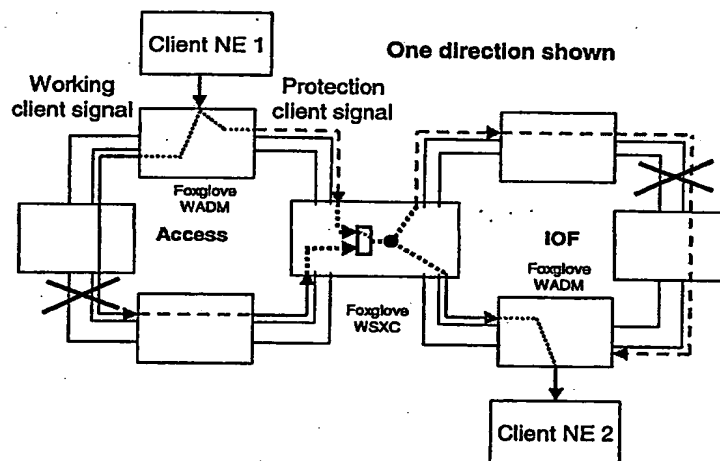 Client NE 1
One direction shown
Working
client signal
Protection
client signal
Foxglove
WADM
Access
IOF
Foxglove
WADM
Foxglove
WSXC
Client NE 2